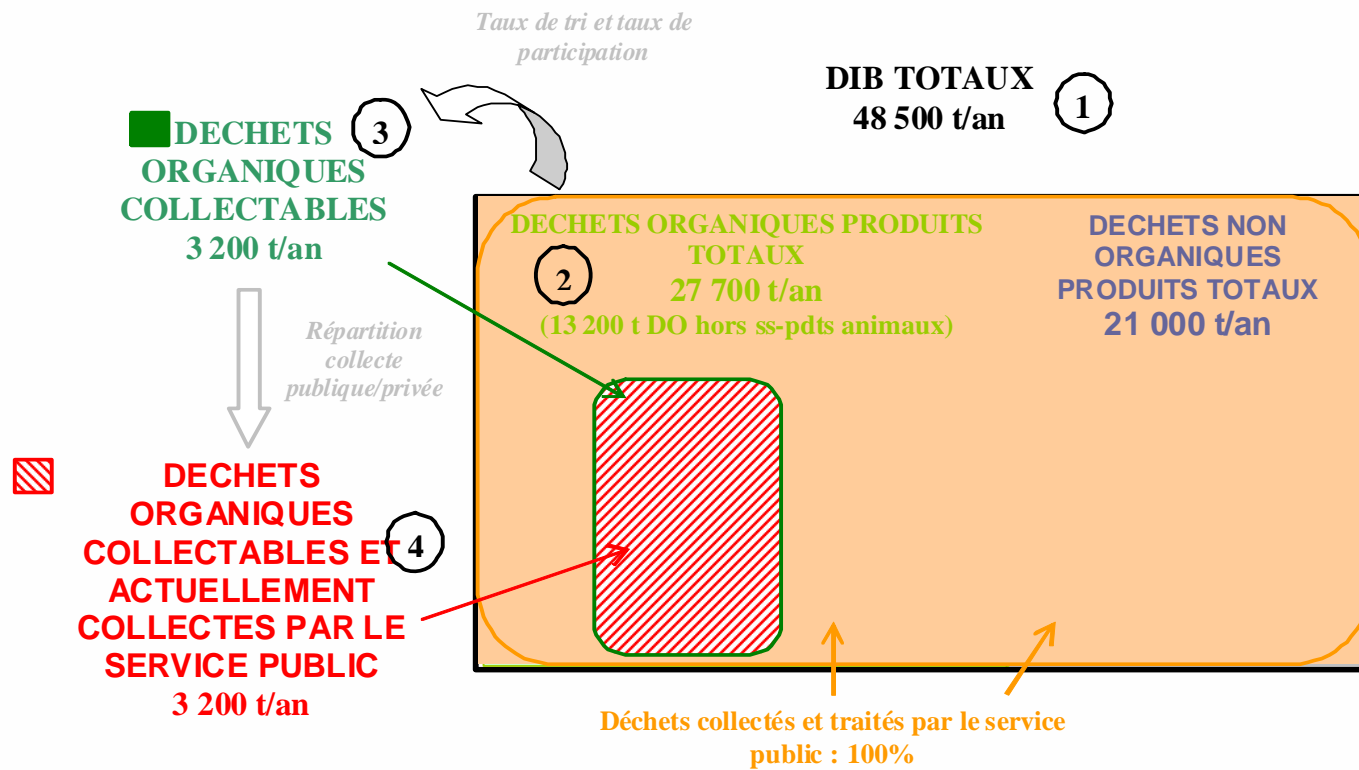 Taux de tri et taux de
participation
DIB TOTAUX
48 500 t/an
1
DECHETS
ORGANIQUES
COLLECTABLES
3 200 t/an
3
DECHETS ORGANIQUES PRODUITS
TOTAUX
27 700 t/an
(13 200 t DO hors ss-pdts animaux)
2
DECHETS NON
ORGANIQUES
PRODUITS TOTAUX
21 000 t/an
Répartition
collecte
publique/privée
DECHETS
ORGANIQUES
COLLECTABLES ET
ACTUELLEMENT
COLLECTES PAR LE
SERVICE PUBLIC
3 200 t/an
4
Déchets collectés et traités par le service
public : 100%